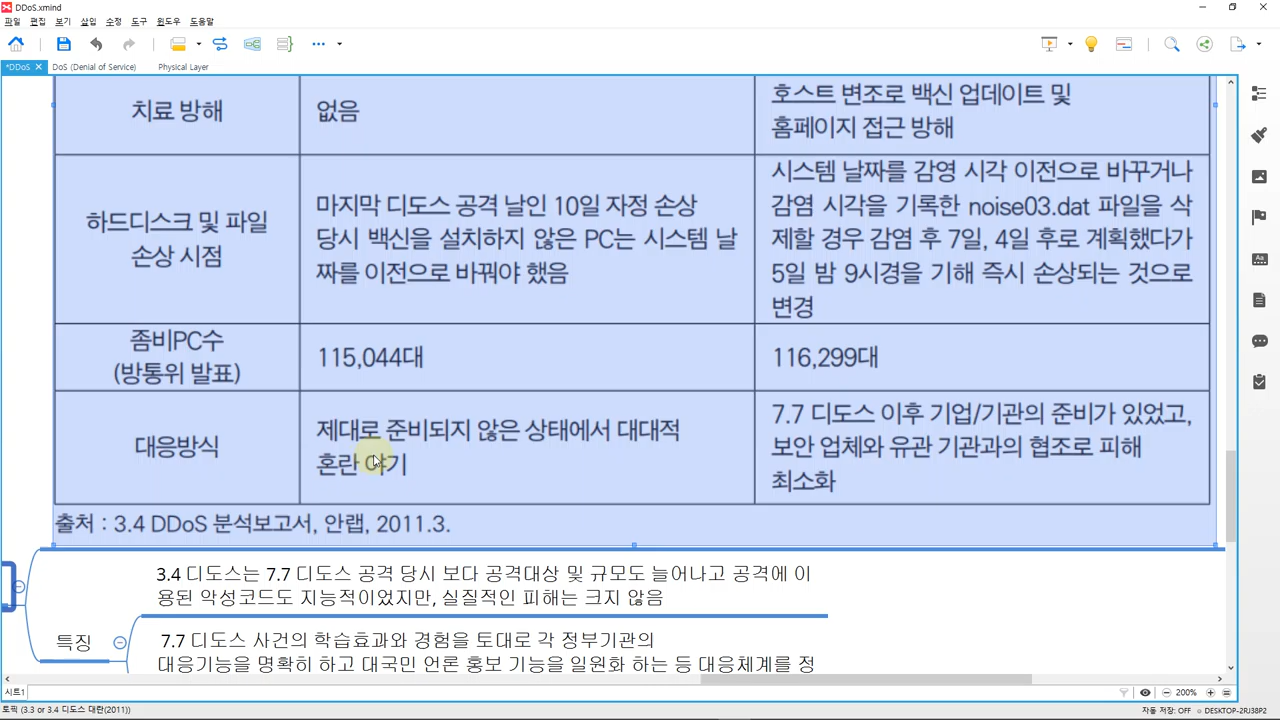 DDoS.xmind
파일 편집 보기 삽입 수정 도구 윈도우 도움말
*DDoS DoS (Denial of Service) Physical Layer
치료 방해
없음
호스트 변조로 백신 업데이트 및
홈페이지 접근 방해
하드디스크 및 파일
손상 시점
마지막 디도스 공격 날인 10일 자정 손상
당시 백신을 설치하지 않은 PC는 시스템 날
짜를 이전으로 바꿔야 했음
시스템 날짜를 감영 시각 이전으로 바꾸거나
감염 시각을 기록한 noise03.dat 파일을 삭
제할 경우 감염 후 7일, 4일 후로 계획했다가
5일 밤 9시경을 기해 즉시 손상되는 것으로
변경
좀비PC수
(방통위 발표)
115,044대
116,299대
대응방식
제대로 준비되지 않은 상태에서 대대적
혼란 야기
7.7 디도스 이후 기업/기관의 준비가 있었고,
보안 업체와 유관 기관과의 협조로 피해
최소화
출처 : 3.4 DDoS 분석보고서, 안랩, 2011.3.
3.4 디도스는 7.7 디도스 공격 당시 보다 공격대상 및 규모도 늘어나고 공격에 이
용된 악성코드도 지능적이었지만, 실질적인 피해는 크지 않음
특징
7.7 디도스 사건의 학습효과와 경험을 토대로 각 정부기관의
대응기능을 명확히 하고 대국민 언론 홍보 기능을 일원화 하는 등 대응체계를 정
시트1
200%
토픽 (3.3 or 3.4 디도스 대란(2011))
자동 저장: OFF
DESKTOP-2RJ38P2